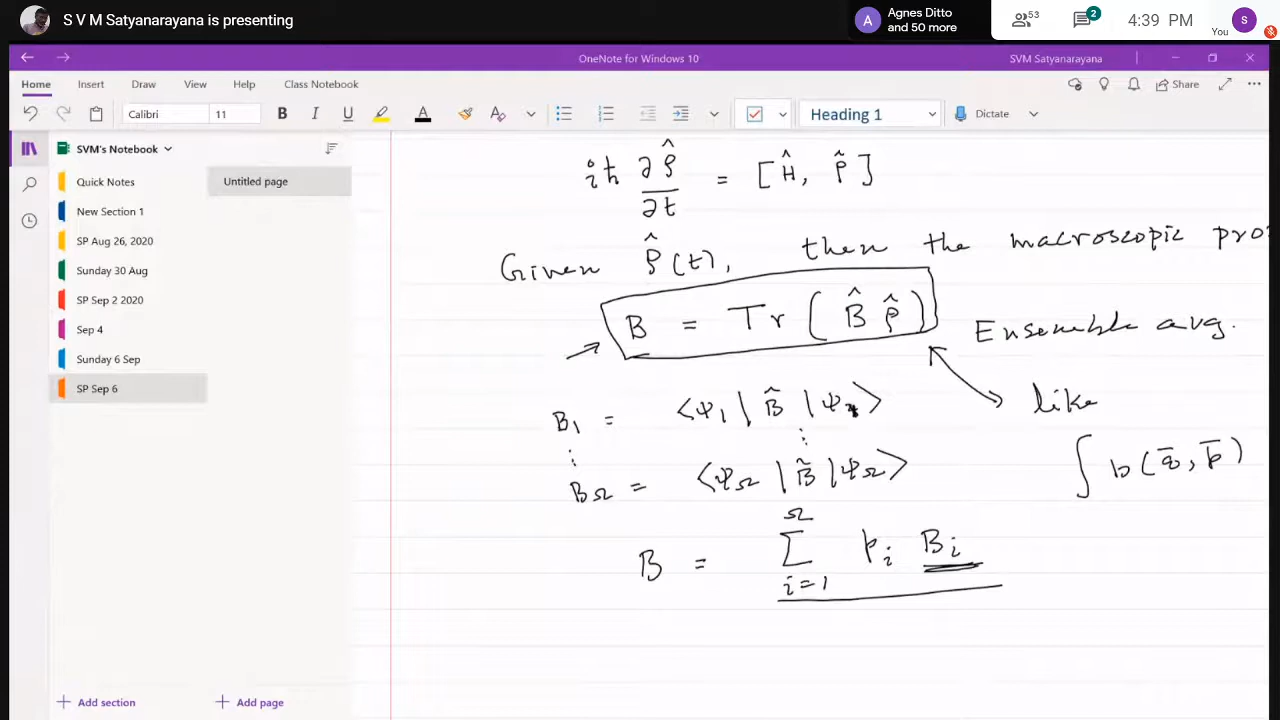 S V M Satyanarayana is presenting
A
Agnes Ditto
and 50 more
53
2
4:39 PM
You
S
OneNote for Windows 10
SVM Satyanarayana
Home Insert Draw View Help Class Notebook
Share
Calibri 11 B I U A
Heading 1
Dictate
SVM's Notebook
Quick Notes
New Section 1
SP Aug 26, 2020
Sunday 30 Aug
SP Sep 2 2020
Sep 4
Sunday 6 Sep
SP Sep 6
Untitled page
Add section
Add page
iħ ∂ρ̂/∂t = [Ĥ, ρ̂]
Given ρ̂(t), then the macroscopic pro
B = Tr ( B̂ ρ̂ ) Ensemble avg.
B₁ = ⟨ψ₁ | B̂ | ψ⟩ like
⋮ ⋮
B_Ω = ⟨ψ_Ω | B̂ | ψ_Ω⟩ ∫ b(q̄, p̄)
B = Σ_{i=1}^{Ω} p_i B_i